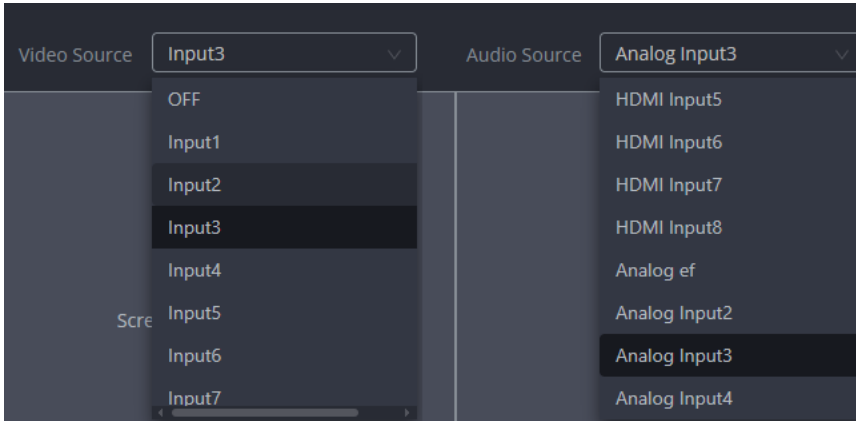 Video Source
Input3
Audio Source
Analog Input3
OFF
Input1
Input2
Input3
Input4
Input5
Input6
Input7
Scre
HDMI Input5
HDMI Input6
HDMI Input7
HDMI Input8
Analog ef
Analog Input2
Analog Input3
Analog Input4